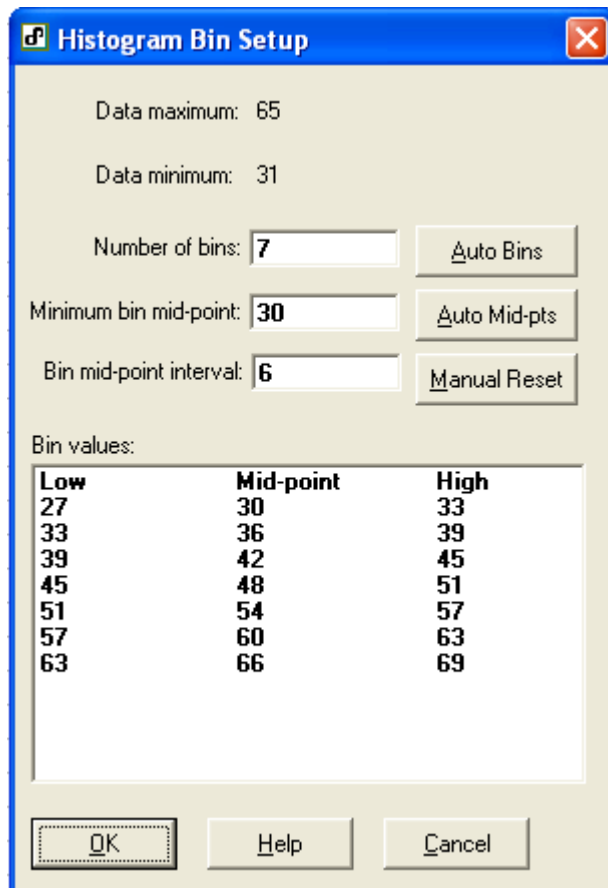 Histogram Bin Setup
Data maximum: 65
Data minimum: 31
Number of bins: 7 Auto Bins
Minimum bin mid-point: 30 Auto Mid-pts
Bin mid-point interval: 6 Manual Reset
Bin values:
Low Mid-point High
27 30 33
33 36 39
39 42 45
45 48 51
51 54 57
57 60 63
63 66 69
OK Help Cancel